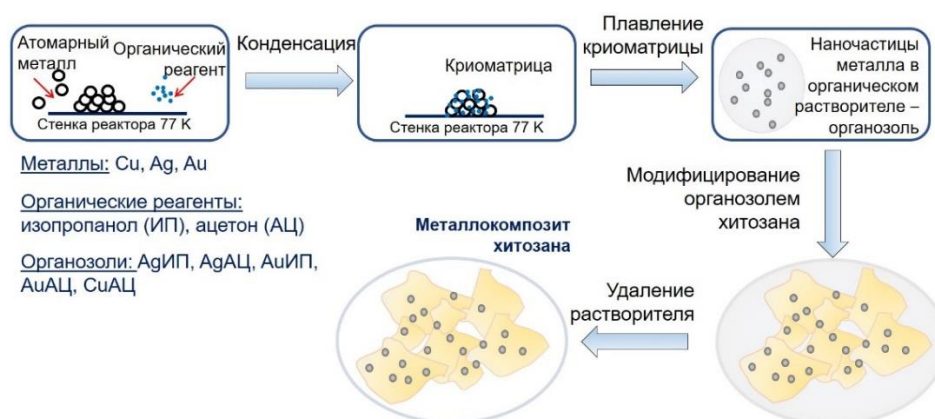 Атомарный
металл
Органический
реагент
Стенка реактора 77 K
Конденсация
Криоматрица
Стенка реактора 77 K
Плавление
криоматрицы
Наночастицы
металла в
органическом
растворителе –
органозоль
Металлы: Cu, Ag, Au
Органические реагенты:
изопропанол (ИП), ацетон (АЦ)
Органозоли: AgИП, AgАЦ, AuИП,
AuАЦ, CuАЦ
Модифицирование
органозолем
хитозана
Удаление
растворителя
Металлокомпозит
хитозана